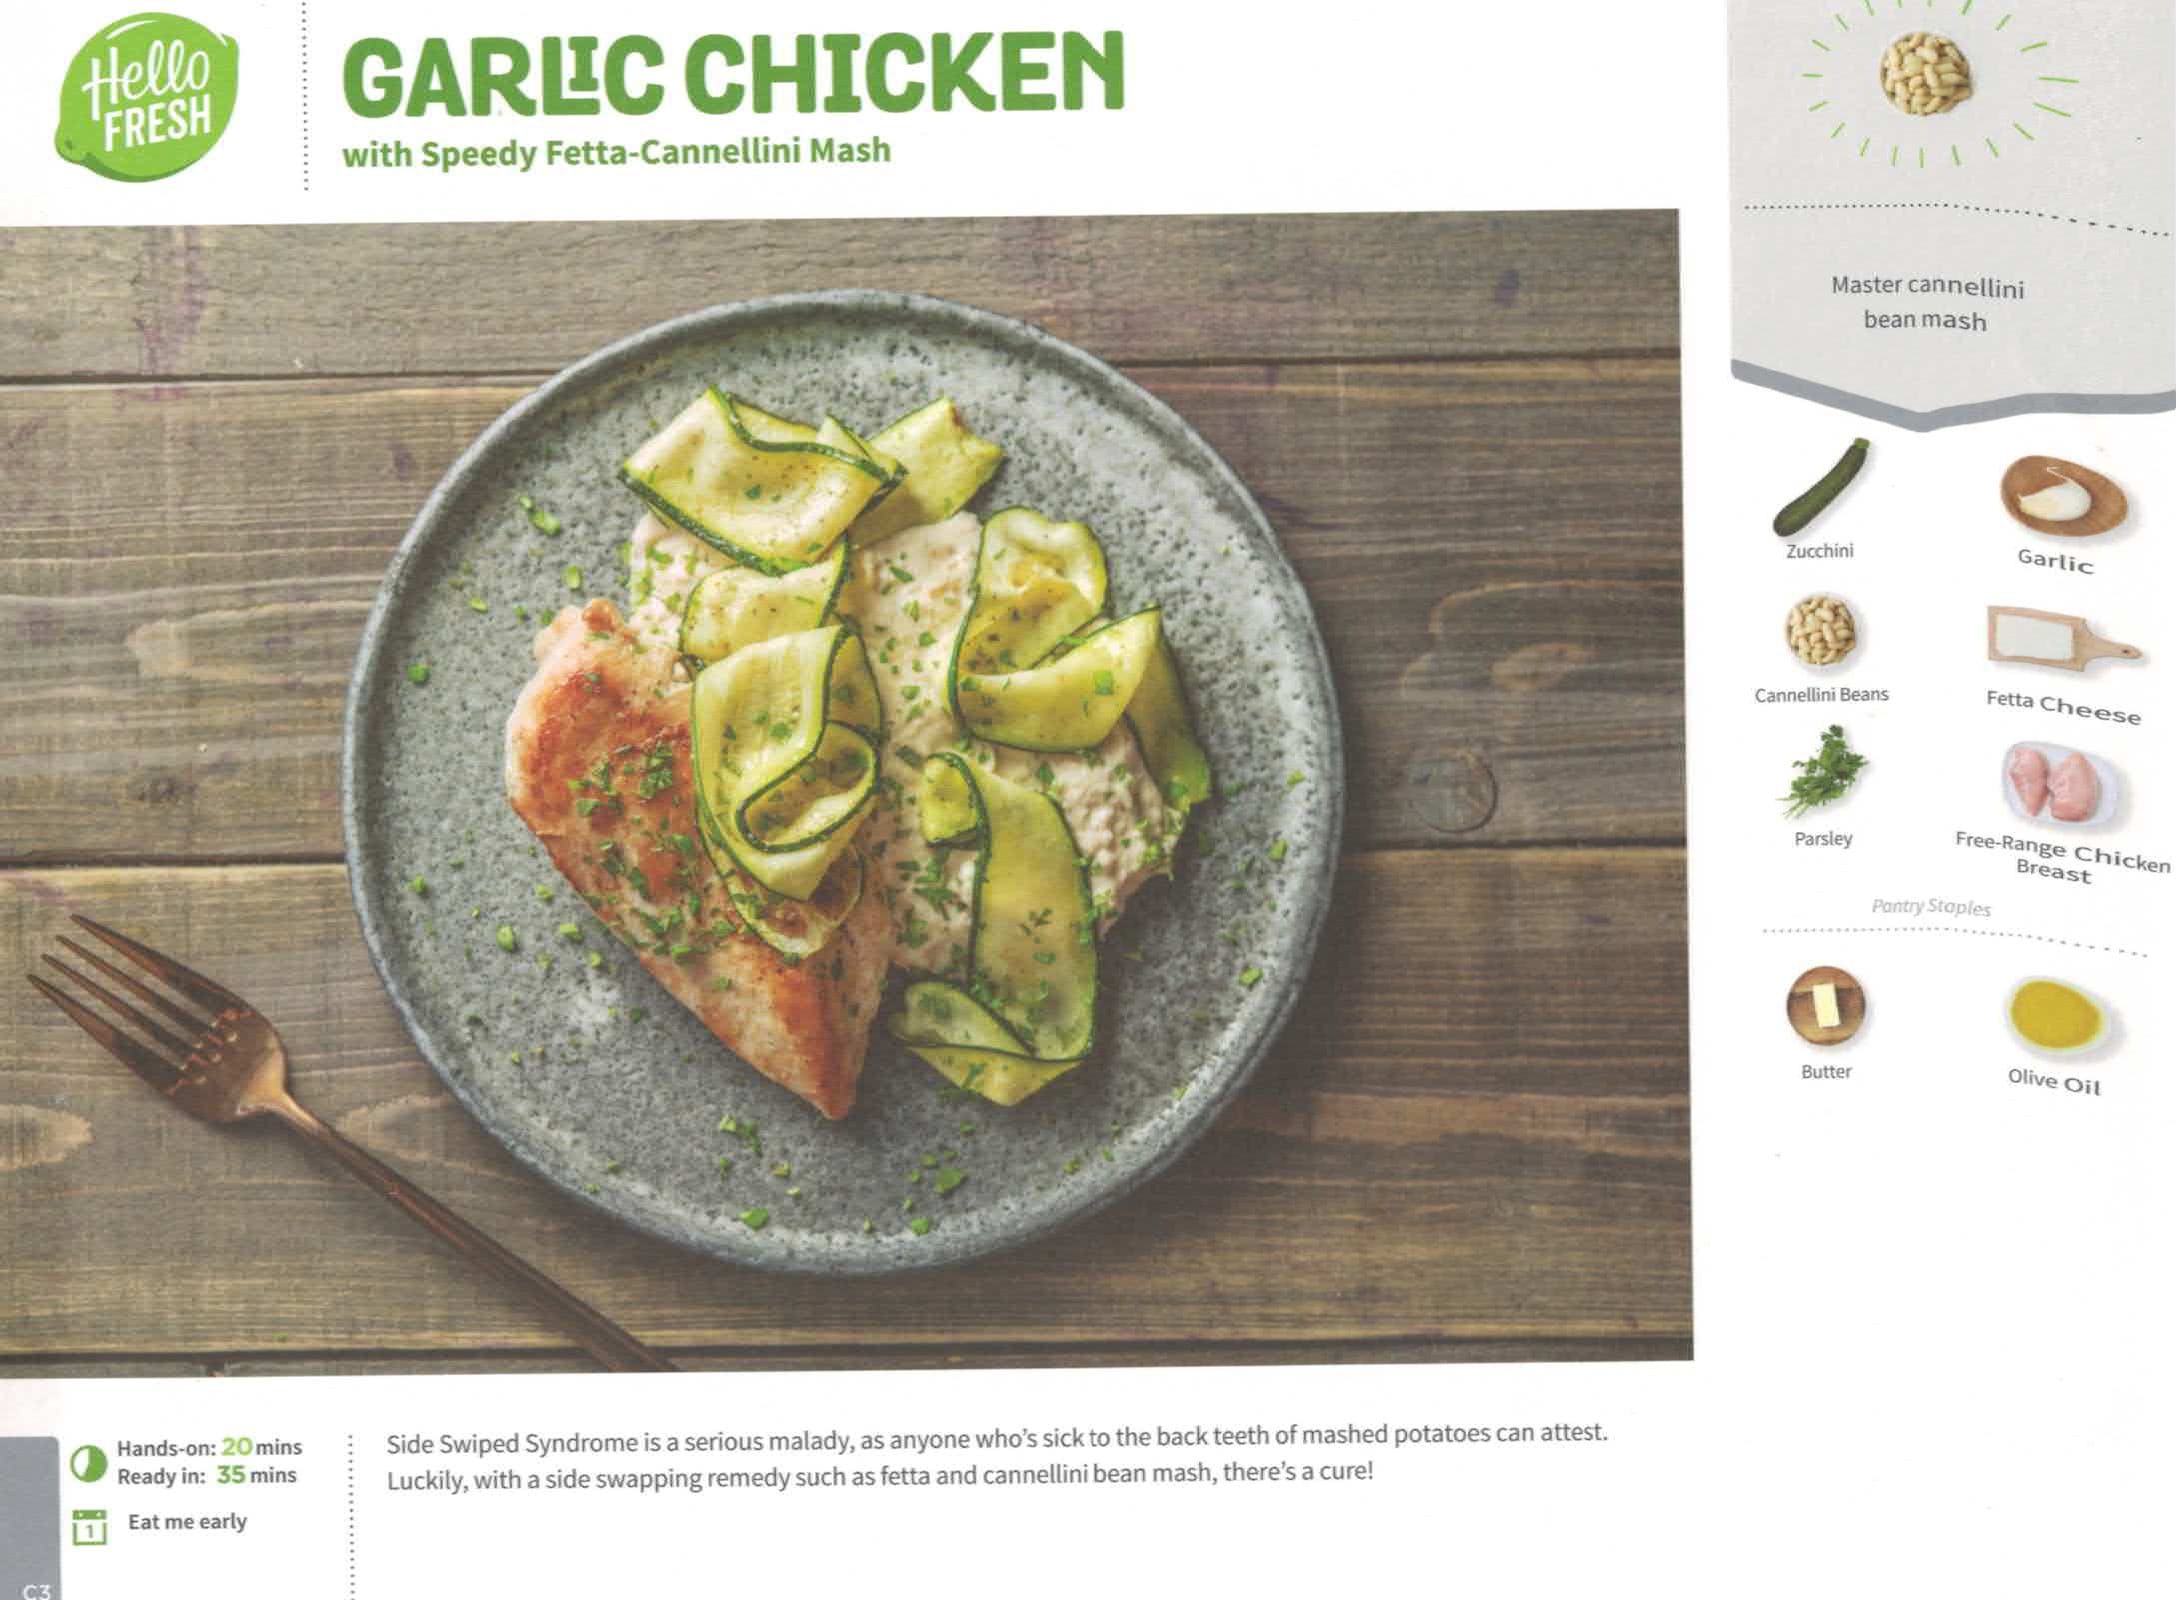 Hello
FRESH
GARLIC CHICKEN
with Speedy Fetta-Cannellini Mash
Master cannellini
bean mash
Zucchini
Garlic
Cannellini Beans
Fetta Cheese
Parsley
Free-Range Chicken
Breast
Pantry Staples
Butter
Olive Oil
Hands-on: 20 mins
Ready in: 35 mins
1
Eat me early
Side Swiped Syndrome is a serious malady, as anyone who's sick to the back teeth of mashed potatoes can attest.
Luckily, with a side swapping remedy such as fetta and cannellini bean mash, there's a cure!
C3